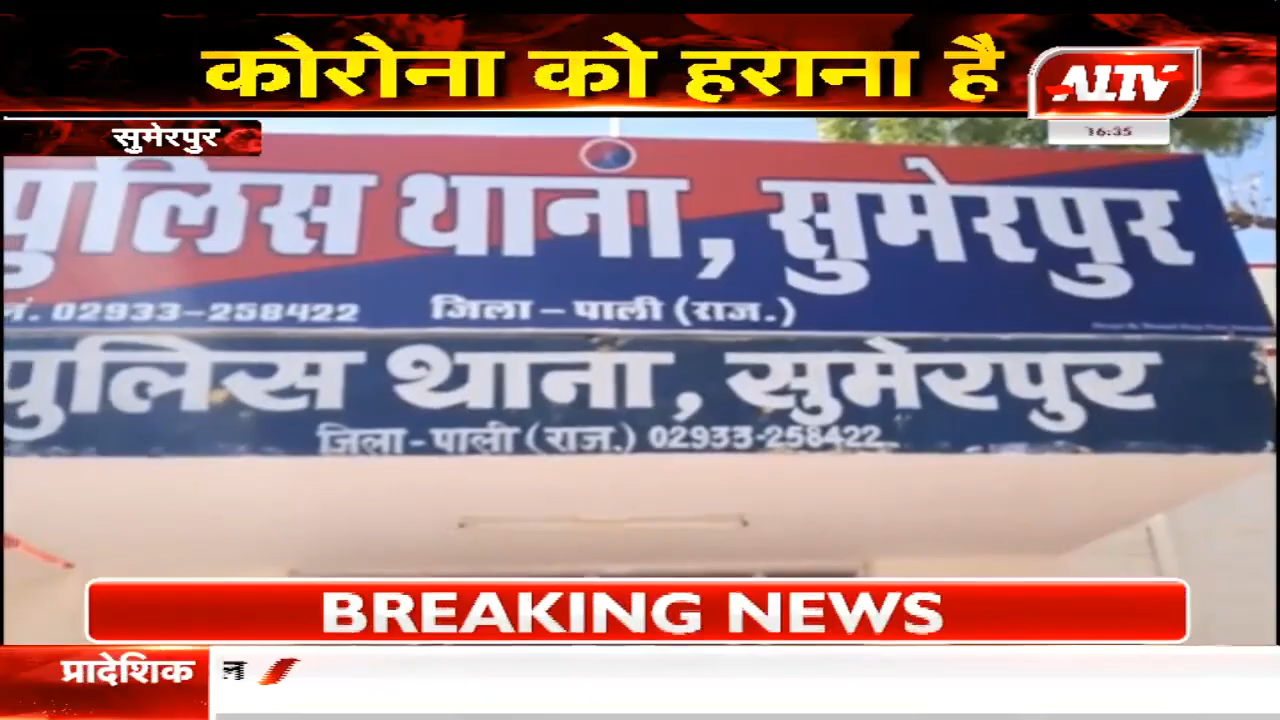 कोरोना को हराना है
ALTV
16:35
सुमेरपुर
पुलिस थाना, सुमेरपुर
नं. 02933-258422 जिला - पाली (राज.)
पुलिस थाना, सुमेरपुर
जिला-पाली (राज.) 02933-258422
BREAKING NEWS
प्रादेशिक